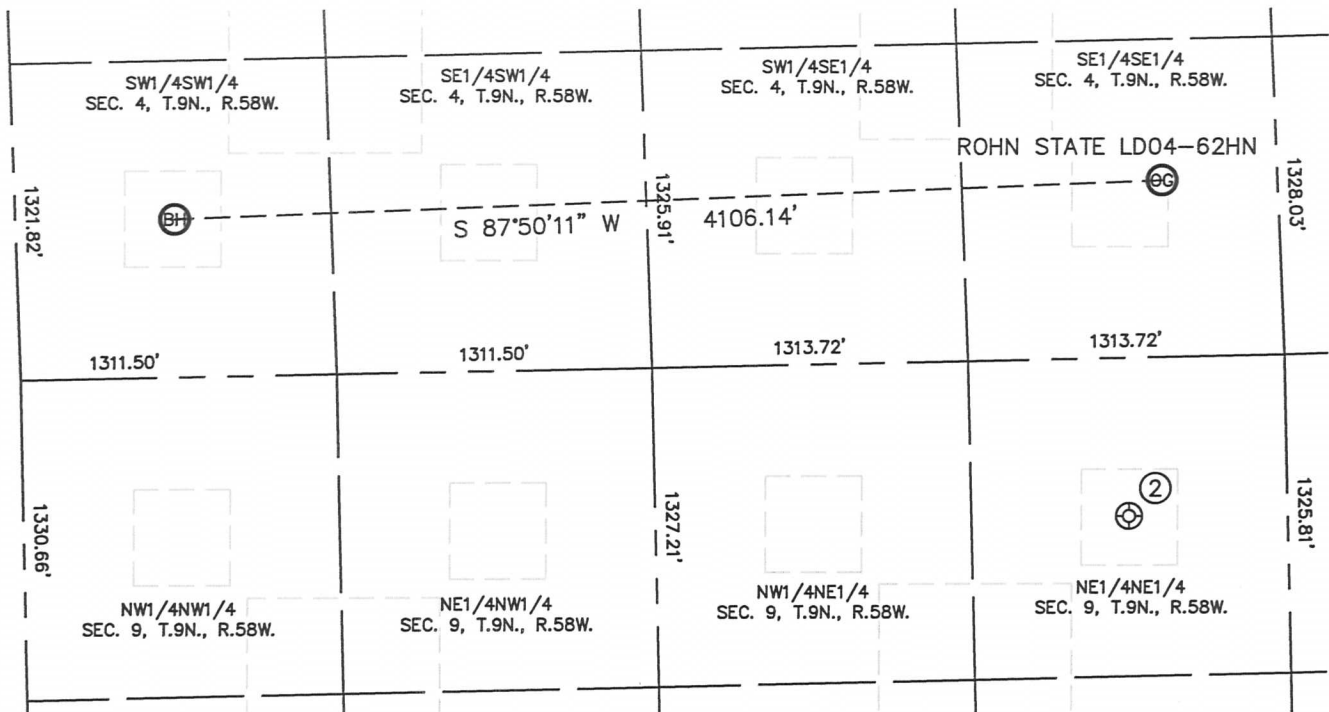 SW1/4SW1/4
SEC. 4, T.9N., R.58W.
SE1/4SW1/4
SEC. 4, T.9N., R.58W.
SW1/4SE1/4
SEC. 4, T.9N., R.58W.
SE1/4SE1/4
SEC. 4, T.9N., R.58W.
ROHN STATE LD04-62HN
1321.82'
BH
S 87°50'11" W
1325.91'
4106.14'
OG
1328.03'
1311.50'
1311.50'
1313.72'
1313.72'
1330.66'
1327.21'
2
1325.81'
NW1/4NW1/4
SEC. 9, T.9N., R.58W.
NE1/4NW1/4
SEC. 9, T.9N., R.58W.
NW1/4NE1/4
SEC. 9, T.9N., R.58W.
NE1/4NE1/4
SEC. 9, T.9N., R.58W.